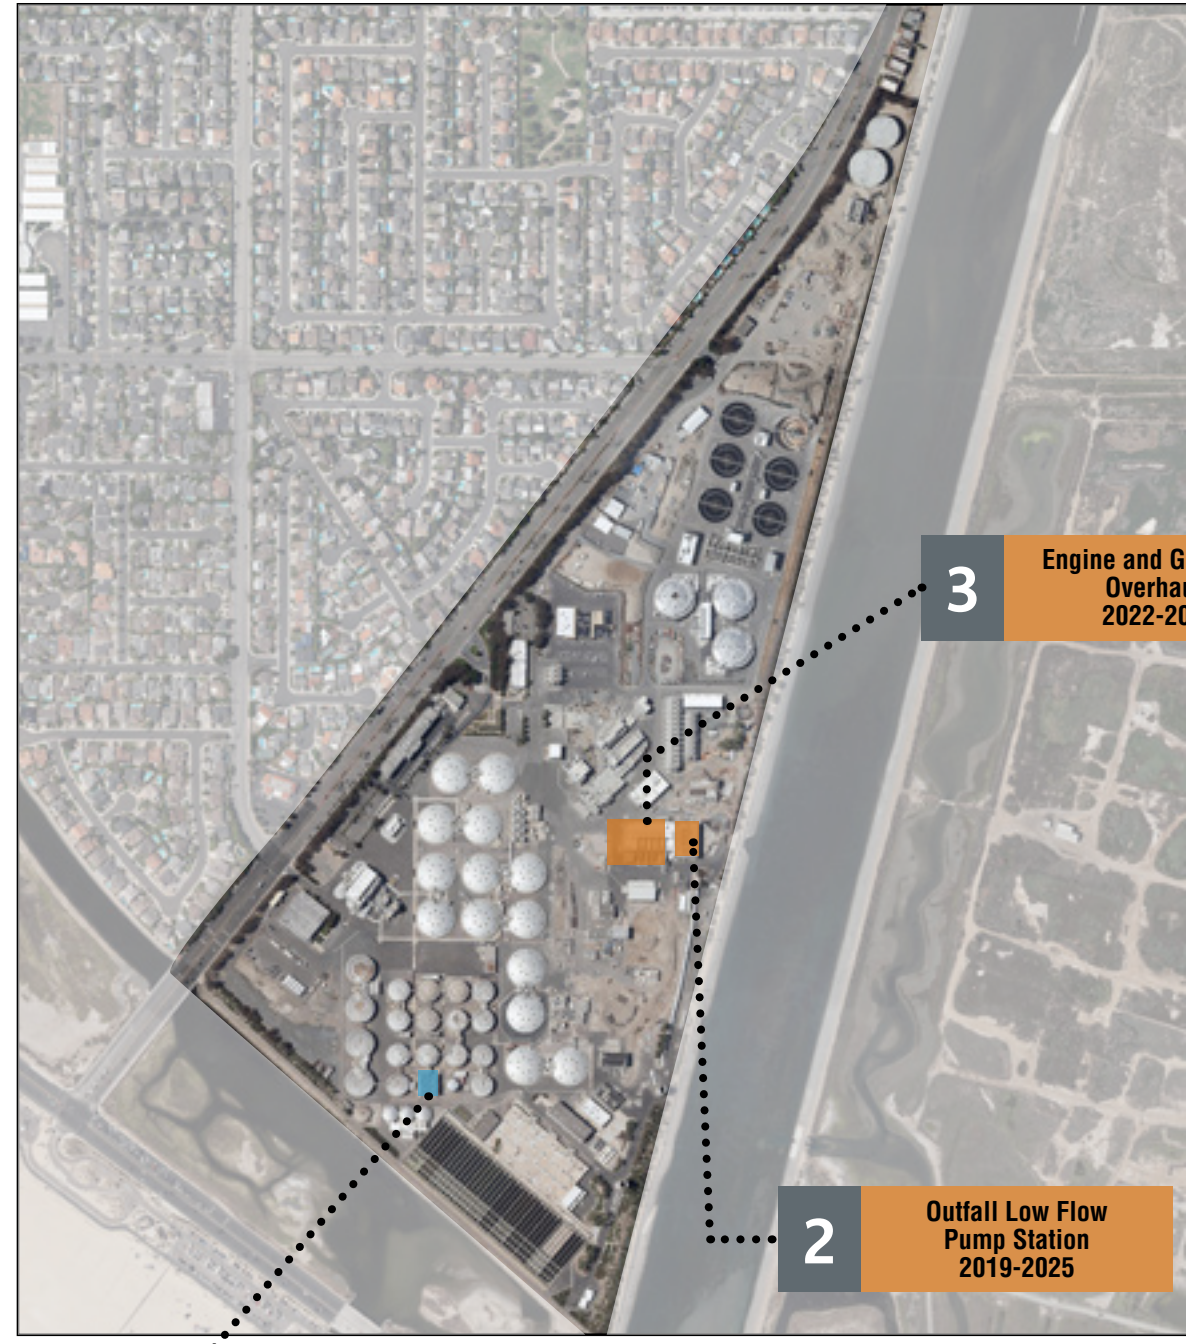 3
Engine and
Overhau
2022-20
2
Outfall Low Flow
Pump Station
2019-2025